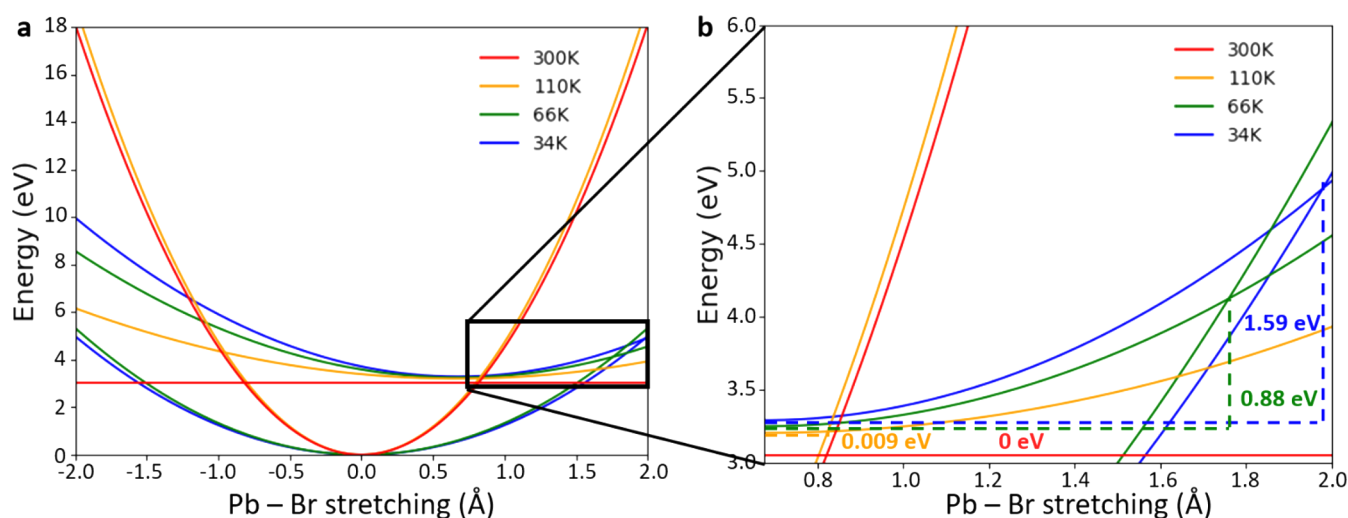 a
18
16
14
12
10
8
6
4
2
0
Energy (eV)
300K
110K
66K
34K
-2.0 -1.5 -1.0 -0.5 0.0 0.5 1.0 1.5 2.0
Pb – Br stretching (Å)
b
6.0
5.5
5.0
4.5
4.0
3.5
3.0
Energy (eV)
300K
110K
66K
34K
1.59 eV
0.88 eV
0.009 eV 0 eV
0.8 1.0 1.2 1.4 1.6 1.8 2.0
Pb – Br stretching (Å)